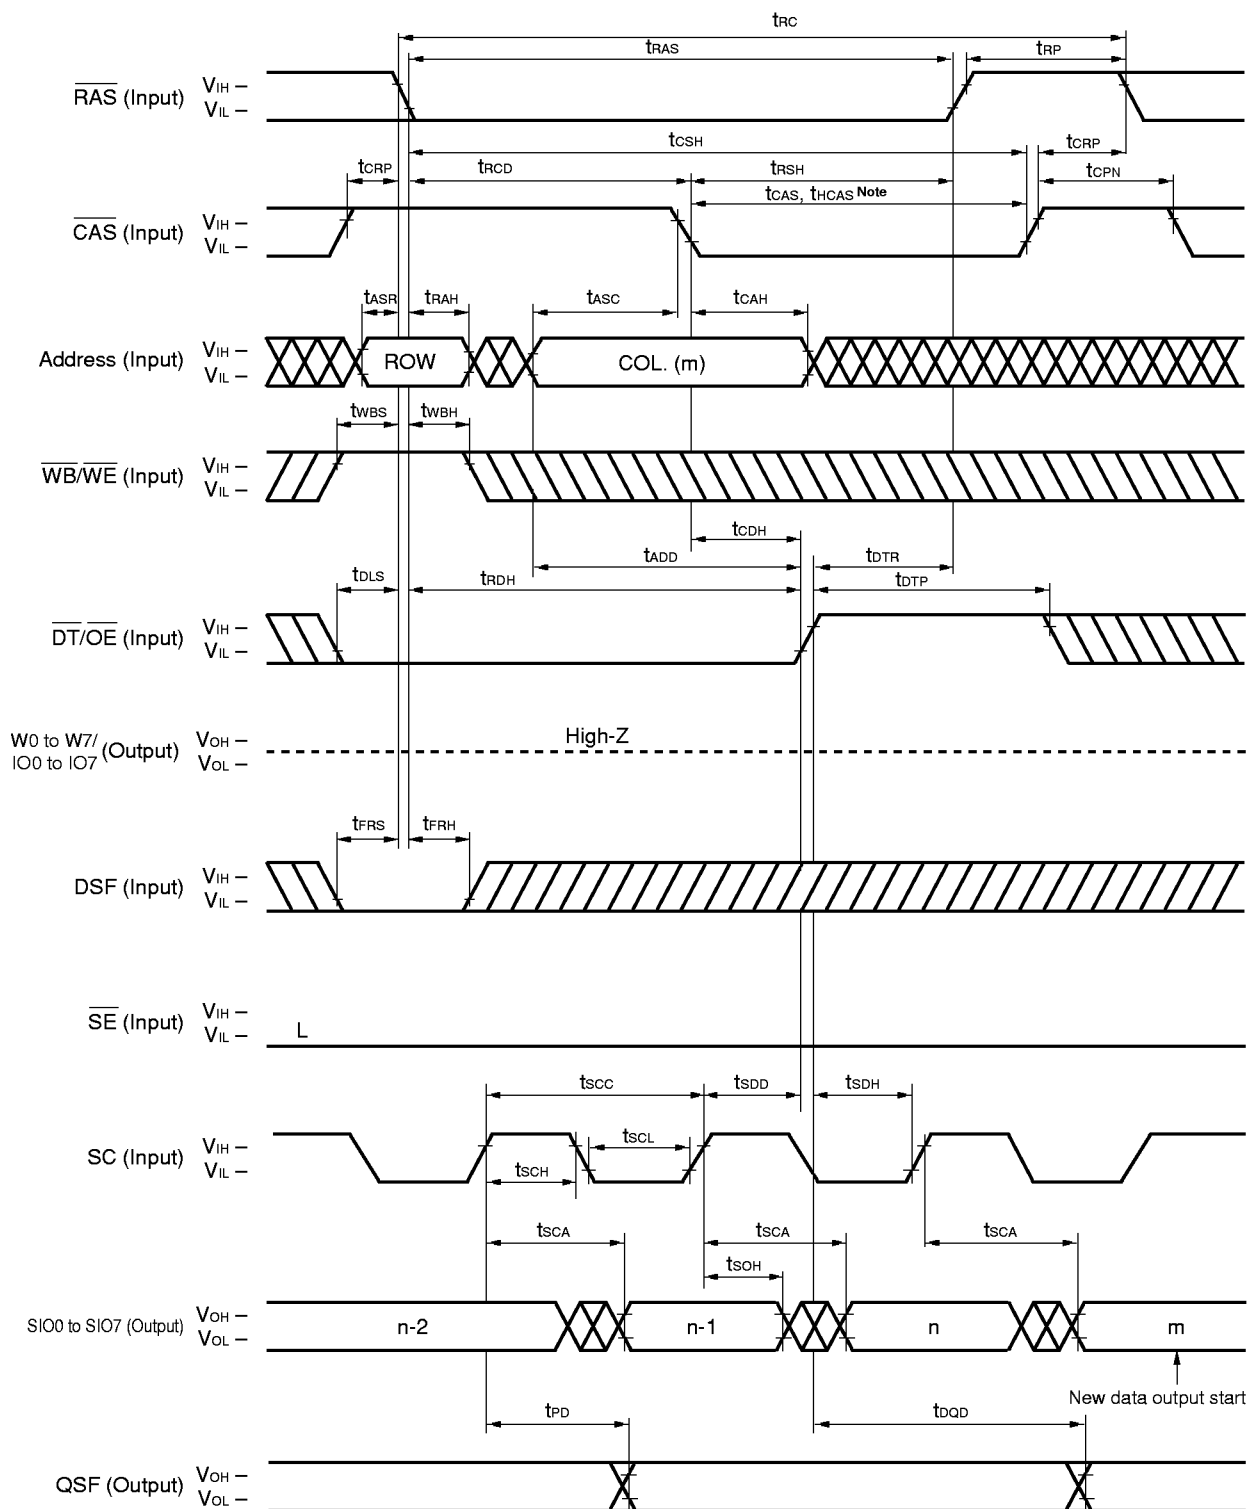 tRC
tRAS
tRP
RAS (Input)
VIH –
VIL –
tCSH
tCRP
tCRP
tRCD
tRSH
tCPN
tCAS, tHCAS Note
CAS (Input)
VIH –
VIL –
tASR
tRAH
tASC
tCAH
Address (Input)
VIH –
VIL –
ROW
COL. (m)
tWBS
tWBH
WB/WE (Input)
VIH –
VIL –
tCDH
tADD
tDTR
tDLS
tRDH
tDTP
DT/OE (Input)
VIH –
VIL –
W0 to W7/
IO0 to IO7 (Output)
VOH –
VOL –
High-Z
tFRS
tFRH
DSF (Input)
VIH –
VIL –
SE (Input)
VIH –
VIL –
L
tSCC
tSDD
tSDH
SC (Input)
VIH –
VIL –
tSCL
tSCH
tSCA
tSCA
tSCA
tSOH
SIO0 to SIO7 (Output)
VOH –
VOL –
n-2
n-1
n
m
New data output start
tPD
tDQD
QSF (Output)
VOH –
VOL –